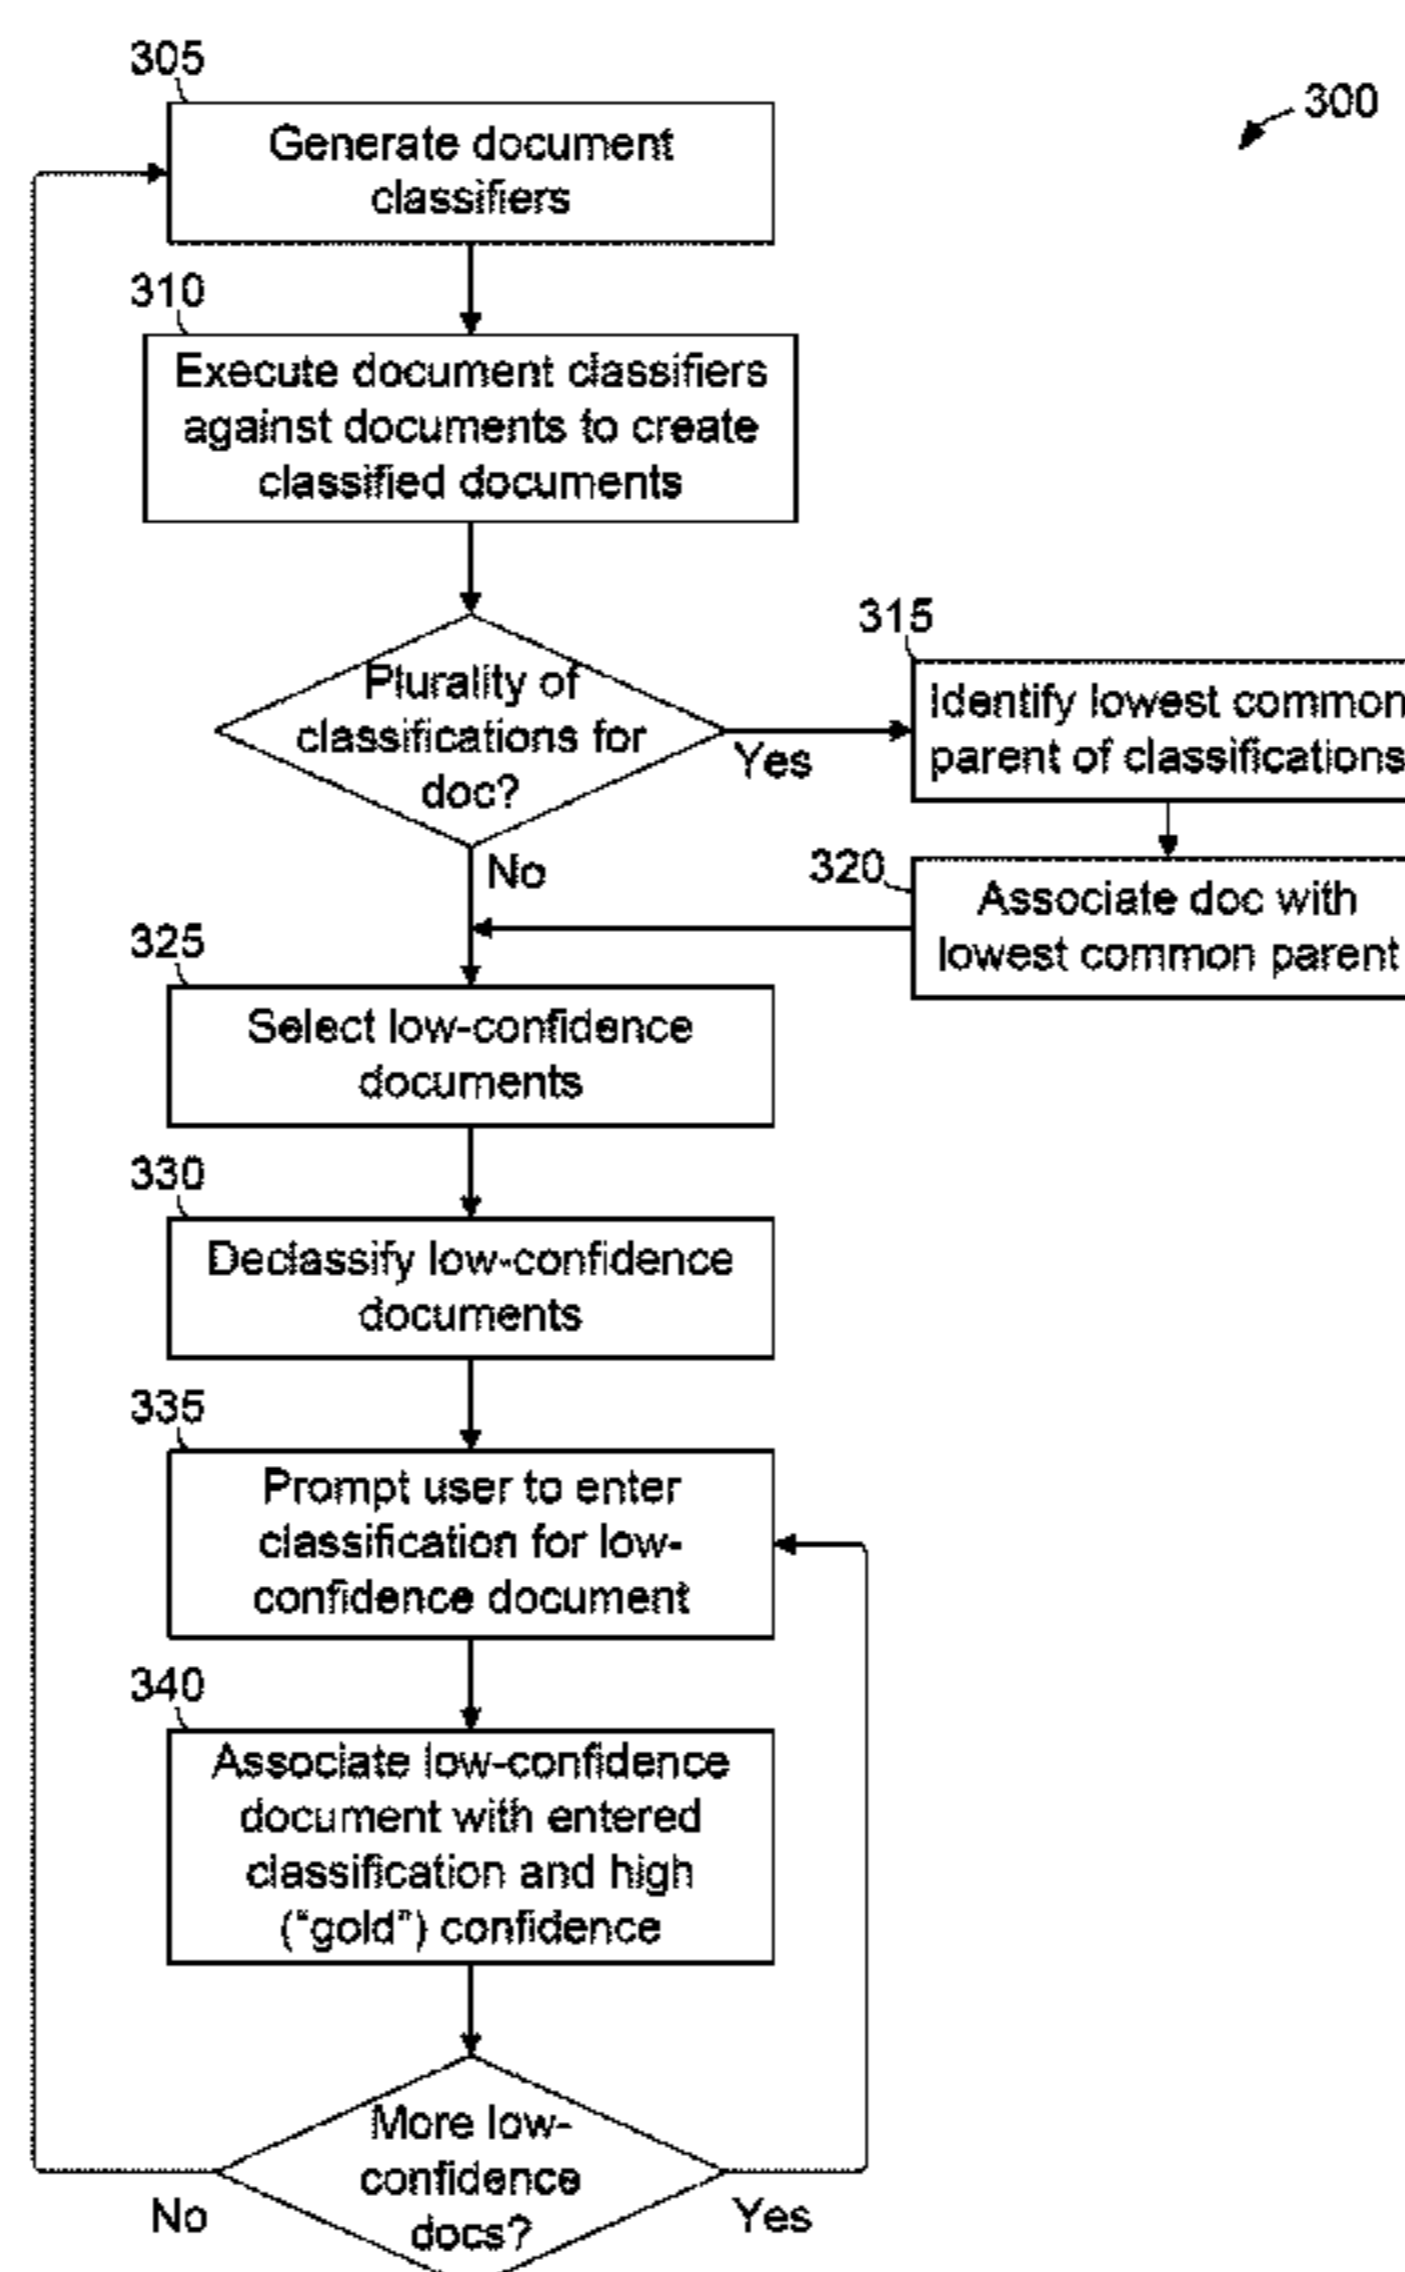 305
300
Generate document
classifiers
310
Execute document classifiers
against documents to create
classified documents
Plurality of
classifications for
doc?
Yes
No
315
Identify lowest common
parent of classifications
320
Associate doc with
lowest common parent
325
Select low-confidence
documents
330
Declassify low-confidence
documents
335
Prompt user to enter
classification for low-
confidence document
340
Associate low-confidence
document with entered
classification and high
("gold") confidence
More low-
confidence
docs?
No
Yes